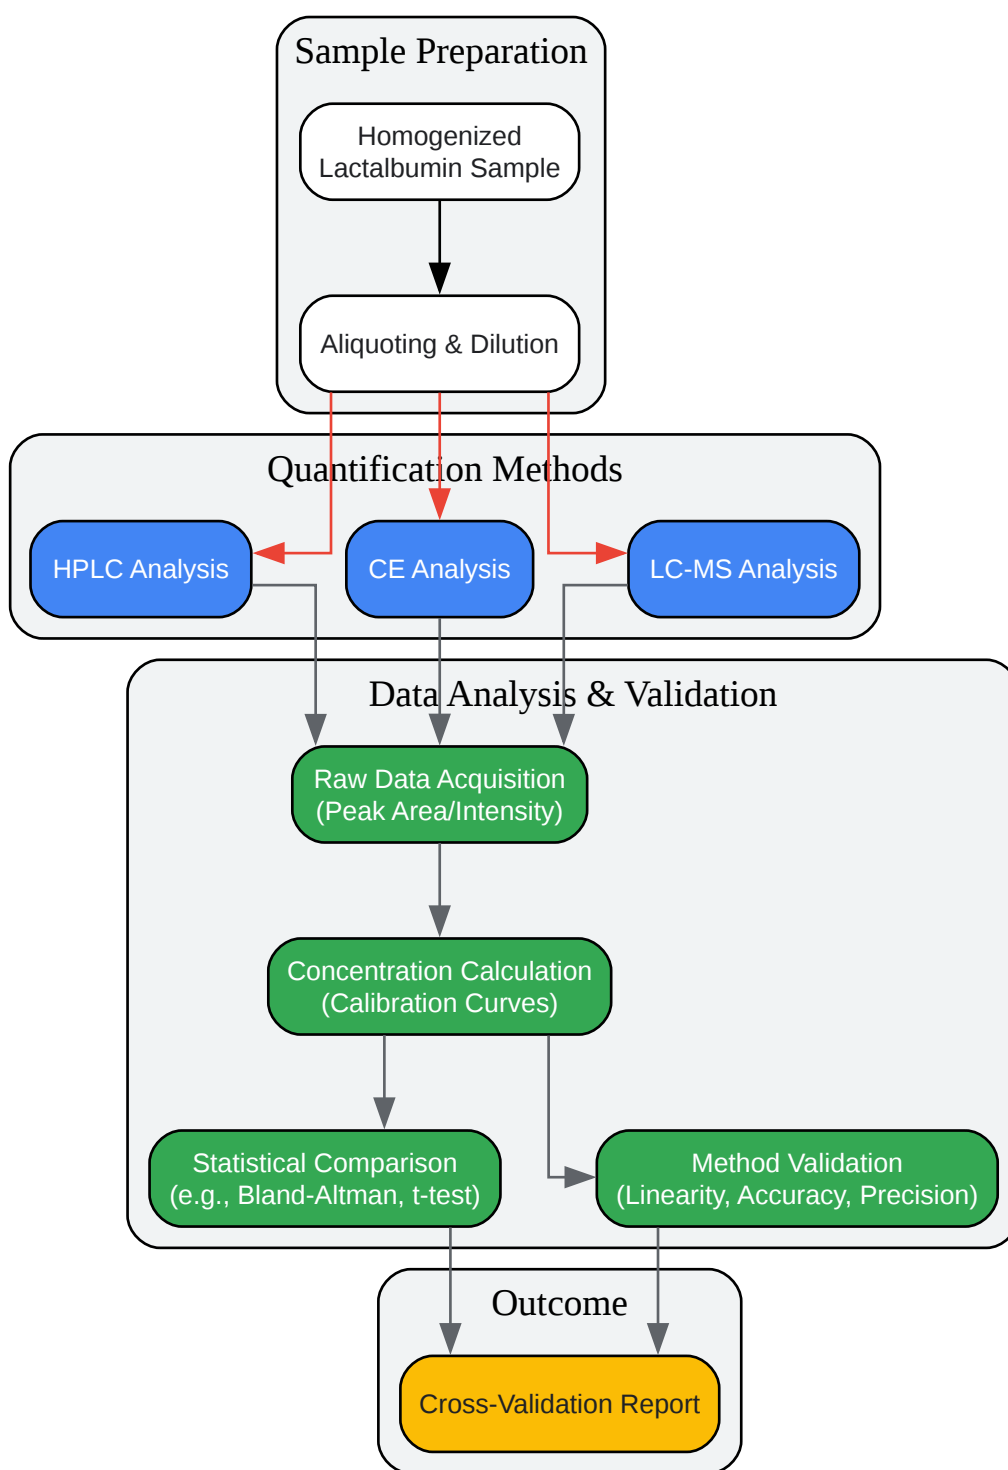 Sample Preparation
Homogenized
Lactalbumin Sample
Aliquoting & Dilution
Quantification Methods
HPLC Analysis
CE Analysis
LC-MS Analysis
Data Analysis & Validation
Raw Data Acquisition
(Peak Area/Intensity)
Concentration Calculation
(Calibration Curves)
Statistical Comparison
(e.g., Bland-Altman, t-test)
Method Validation
(Linearity, Accuracy, Precision)
Outcome
Cross-Validation Report